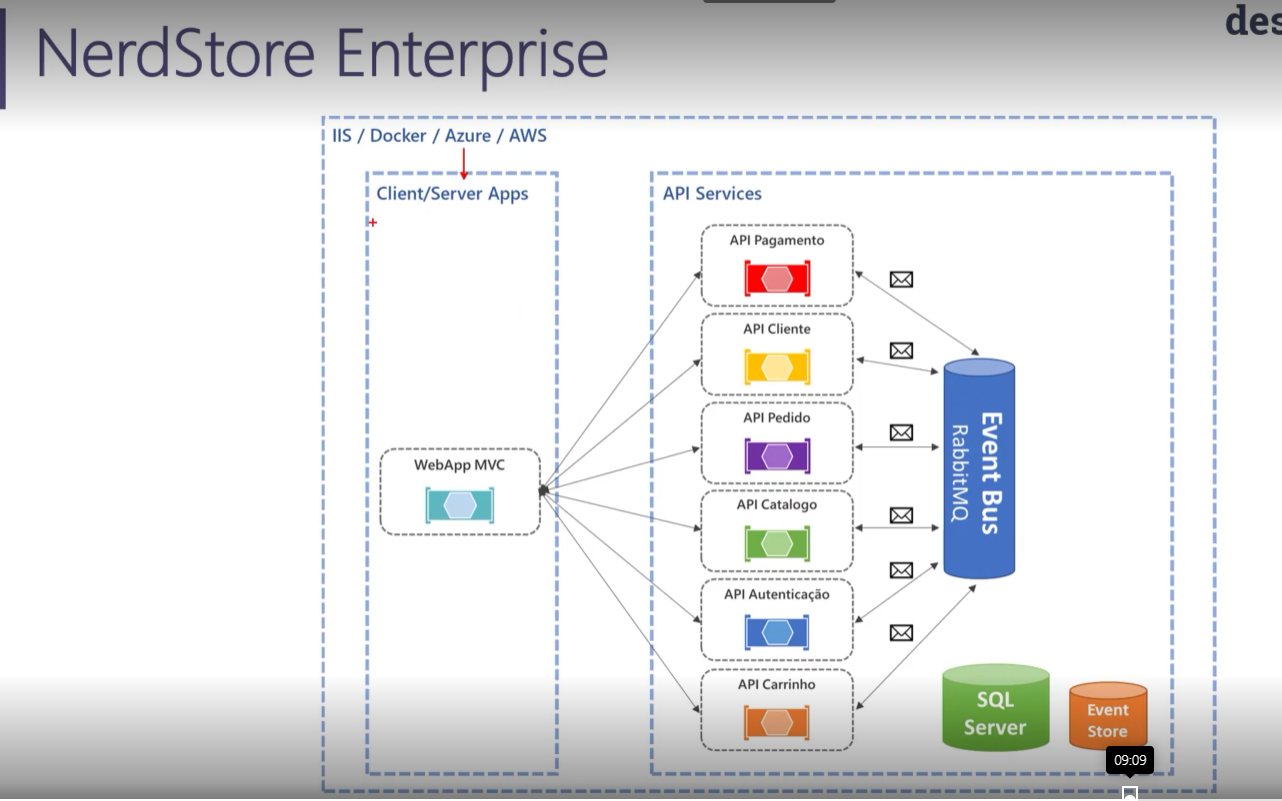 des
NerdStore Enterprise
IIS / Docker / Azure / AWS
Client/Server Apps
API Services
API Pagamento
API Cliente
API Pedido
API Catalogo
API Autenticação
API Carrinho
WebApp MVC
Event Bus
RabbitMQ
SQL
Server
Event
Store
09:09